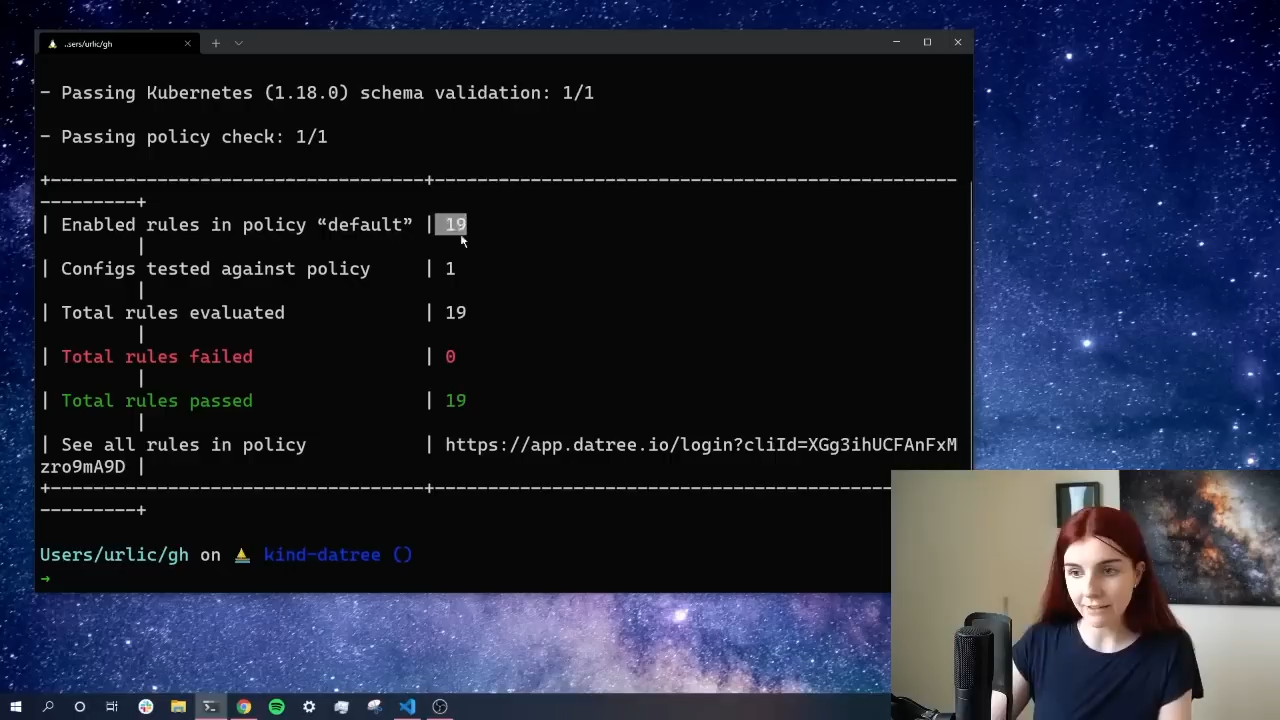 ..sers/urlic/gh
- Passing Kubernetes (1.18.0) schema validation: 1/1
- Passing policy check: 1/1
+-----------------------------------+-------------------------------------------------
---------+
| Enabled rules in policy “default” | 19
|
| Configs tested against policy | 1
|
| Total rules evaluated | 19
|
| Total rules failed | 0
|
| Total rules passed | 19
|
| See all rules in policy | https://app.datree.io/login?cliId=XGg3ihUCFAnFxM
zro9mA9D |
+-----------------------------------+-------------------------------------------
---------+
Users/urlic/gh on kind-datree ()
→